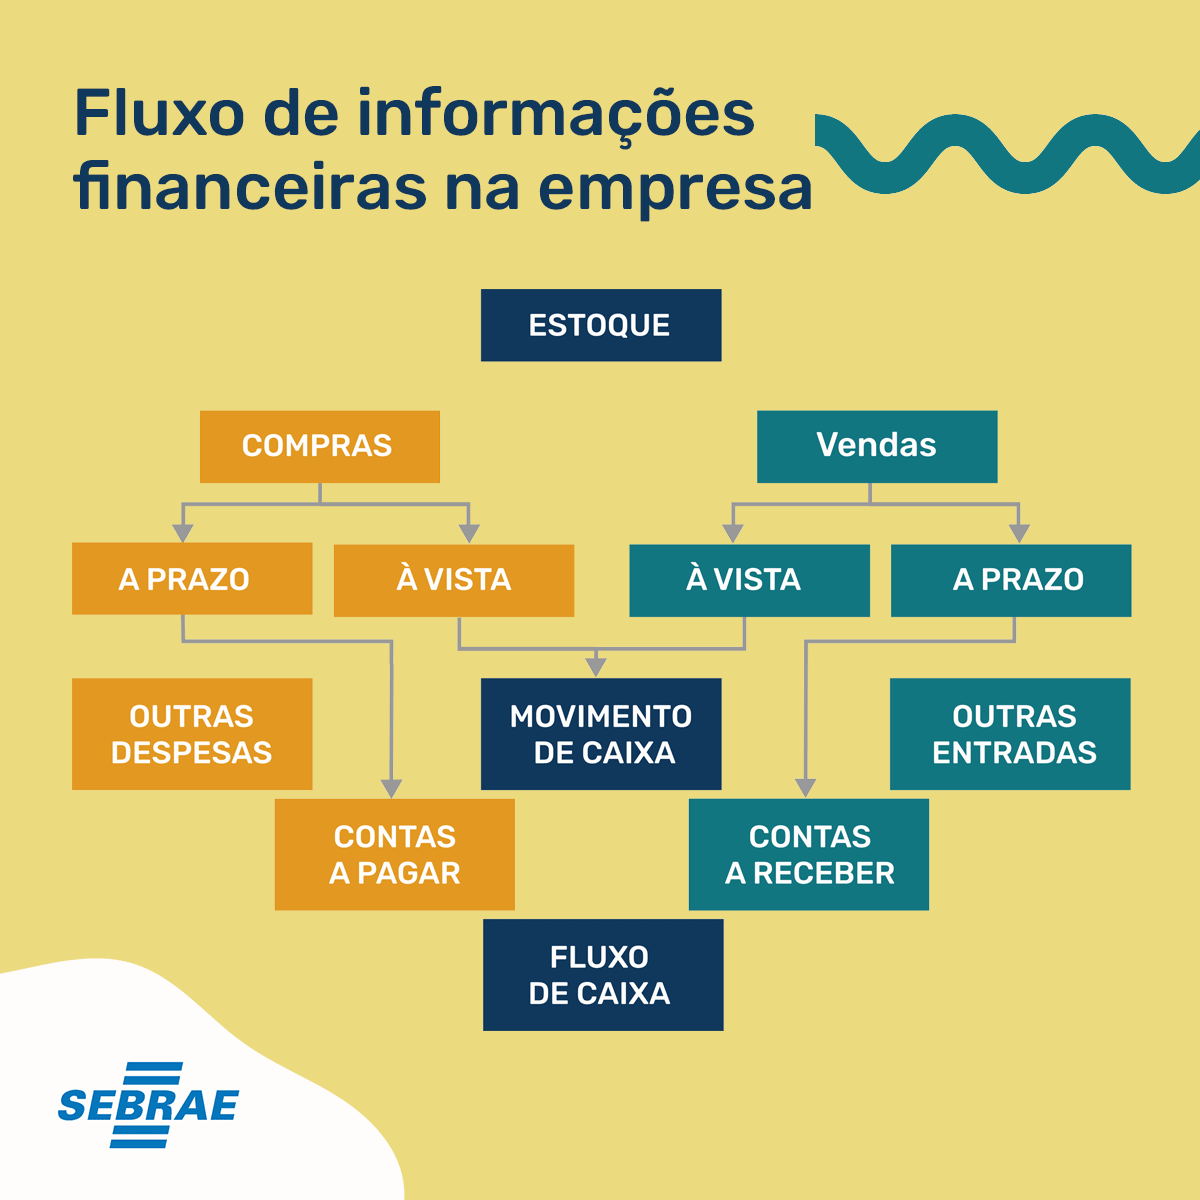 Fluxo de informações
financeiras na empresa
ESTOQUE
COMPRAS
Vendas
A PRAZO
À VISTA
À VISTA
A PRAZO
OUTRAS
DESPESAS
MOVIMENTO
DE CAIXA
OUTRAS
ENTRADAS
CONTAS
A PAGAR
CONTAS
A RECEBER
FLUXO
DE CAIXA
SEBRAE